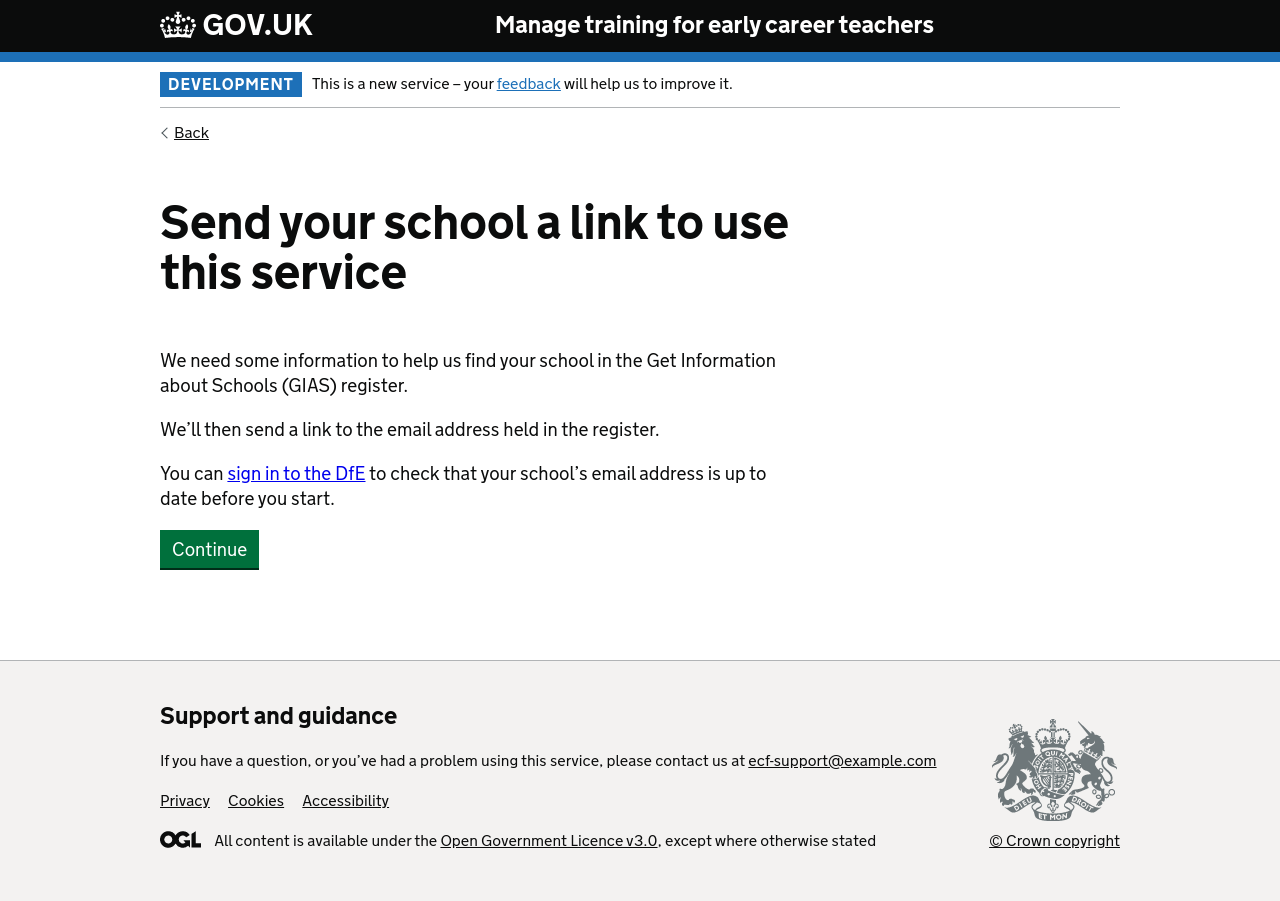 GOV.UK
Manage training for early career teachers
DEVELOPMENT
This is a new service – your feedback will help us to improve it.
Back
Send your school a link to use
this service
We need some information to help us find your school in the Get Information
about Schools (GIAS) register.
We’ll then send a link to the email address held in the register.
You can sign in to the DfE to check that your school’s email address is up to
date before you start.
Continue
Support and guidance
If you have a question, or you’ve had a problem using this service, please contact us at ecf-support@example.com
Privacy Cookies Accessibility
OGL All content is available under the Open Government Licence v3.0, except where otherwise stated
DIEU ET MON DROIT
© Crown copyright